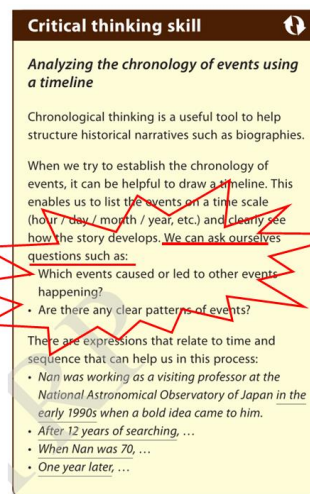 Critical thinking skill
Analyzing the chronology of events using
a timeline
Chronological thinking is a useful tool to help
structure historical narratives such as biographies.
When we try to establish the chronology of
events, it can be helpful to draw a timeline. This
enables us to list the events on a time scale
(hour / day / month / year, etc.) and clearly see
how the story develops. We can ask ourselves
questions such as:
Which events caused or led to other events
happening?
• Are there any clear patterns of events?
There are expressions that relate to time and
sequence that can help us in this process:
• Nan was working as a visiting professor at the
National Astronomical Observatory of Japan in the
early 1990s when a bold idea came to him.
• After 12 years of searching, …
• When Nan was 70, …
• One year later, …